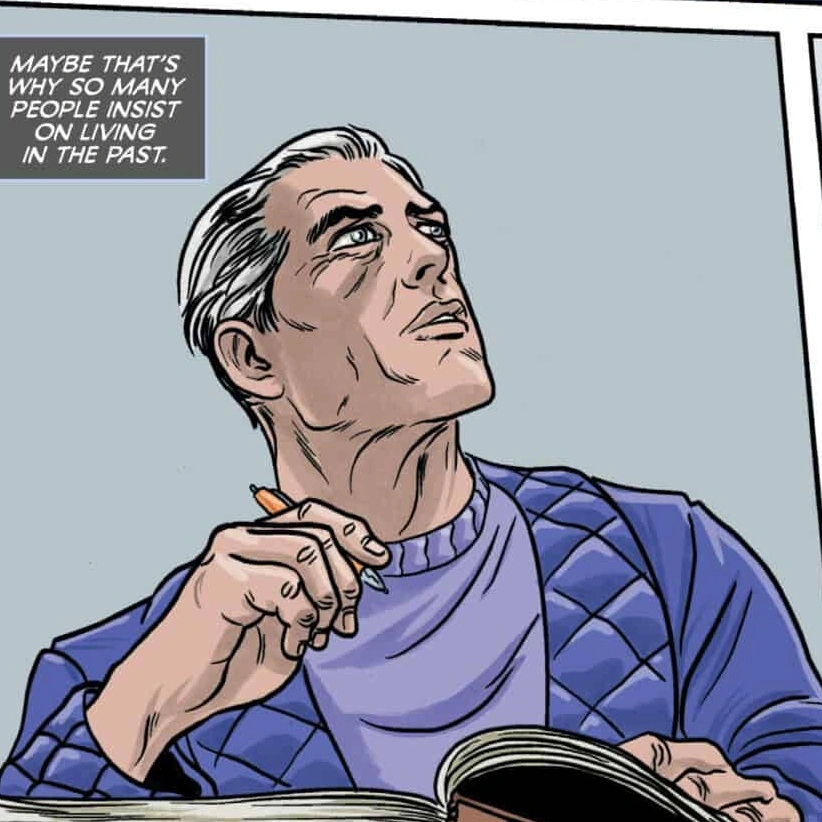 MAYBE THAT'S
WHY SO MANY
PEOPLE INSIST
ON LIVING
IN THE PAST.